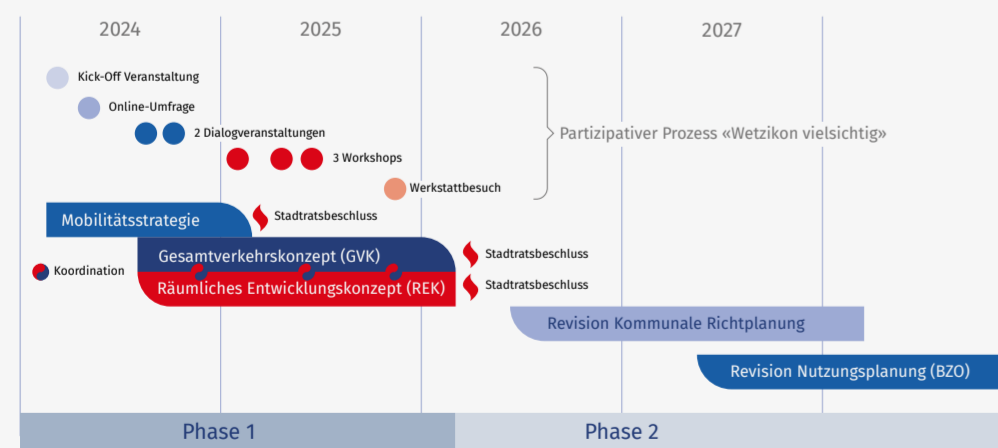 2024
2025
2026
2027
Kick-Off Veranstaltung
Online-Umfrage
2 Dialogveranstaltungen
Partizipativer Prozess «Wetzikon vielsichtig»
3 Workshops
Werkstattbesuch
Mobilitätsstrategie
Stadtratsbeschluss
Gesamtverkehrskonzept (GVK)
Stadtratsbeschluss
Koordination
Räumliches Entwicklungskonzept (REK)
Stadtratsbeschluss
Revision Kommunale Richtplanung
Revision Nutzungsplanung (BZO)
Phase 1
Phase 2